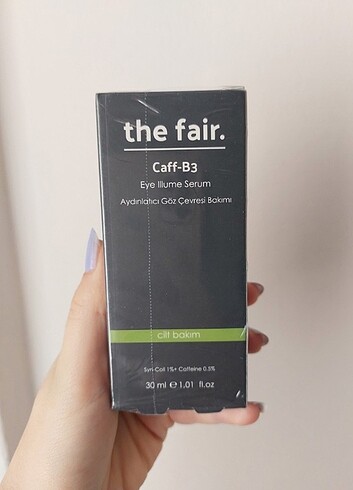 the fair.
Caff-B3
Eye Illume Serum
Aydınlatıcı Göz Çevresi Bakımı
cilt bakım
Syn-Coll 1%+ Caffeine 0.5%
30 ml ℮ 1.01 fl.oz